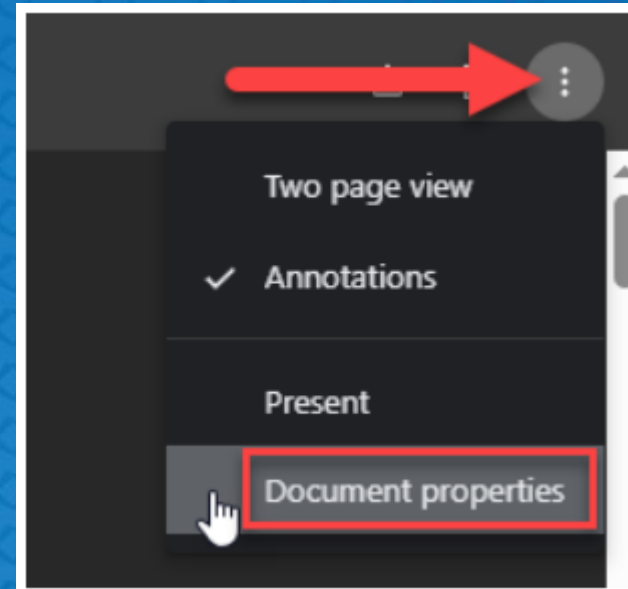 Two page view
Annotations
Present
Document properties